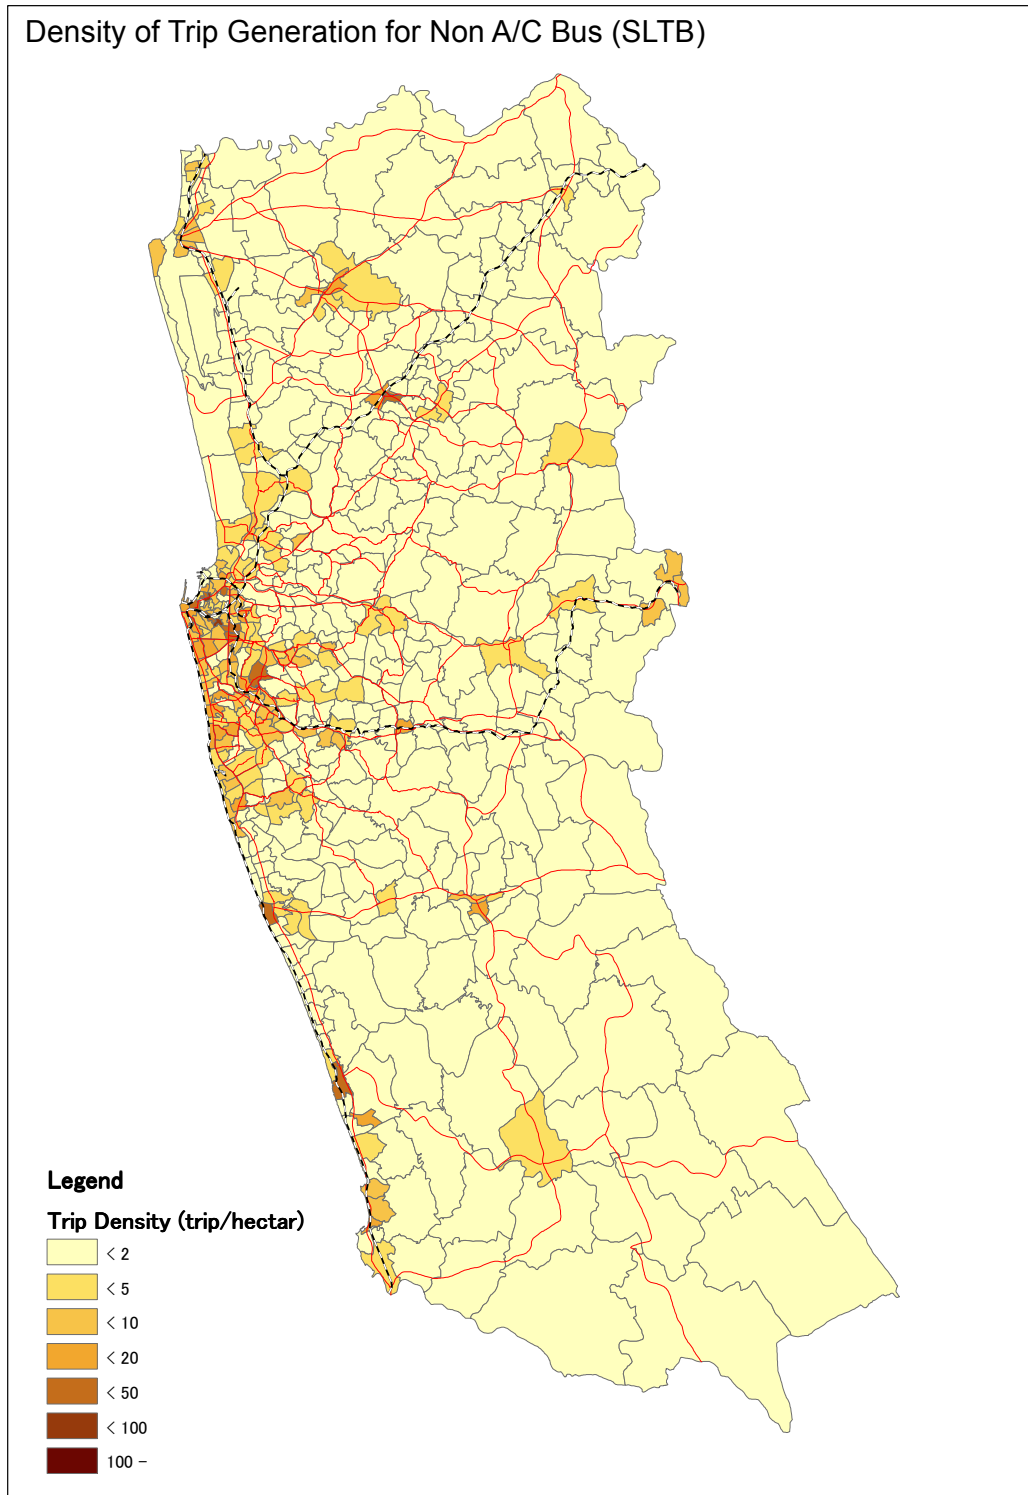 Density of Trip Generation for Non A/C Bus (SLTB)
Legend
Trip Density (trip/hectar)
< 2
< 5
< 10
< 20
< 50
< 100
100 -